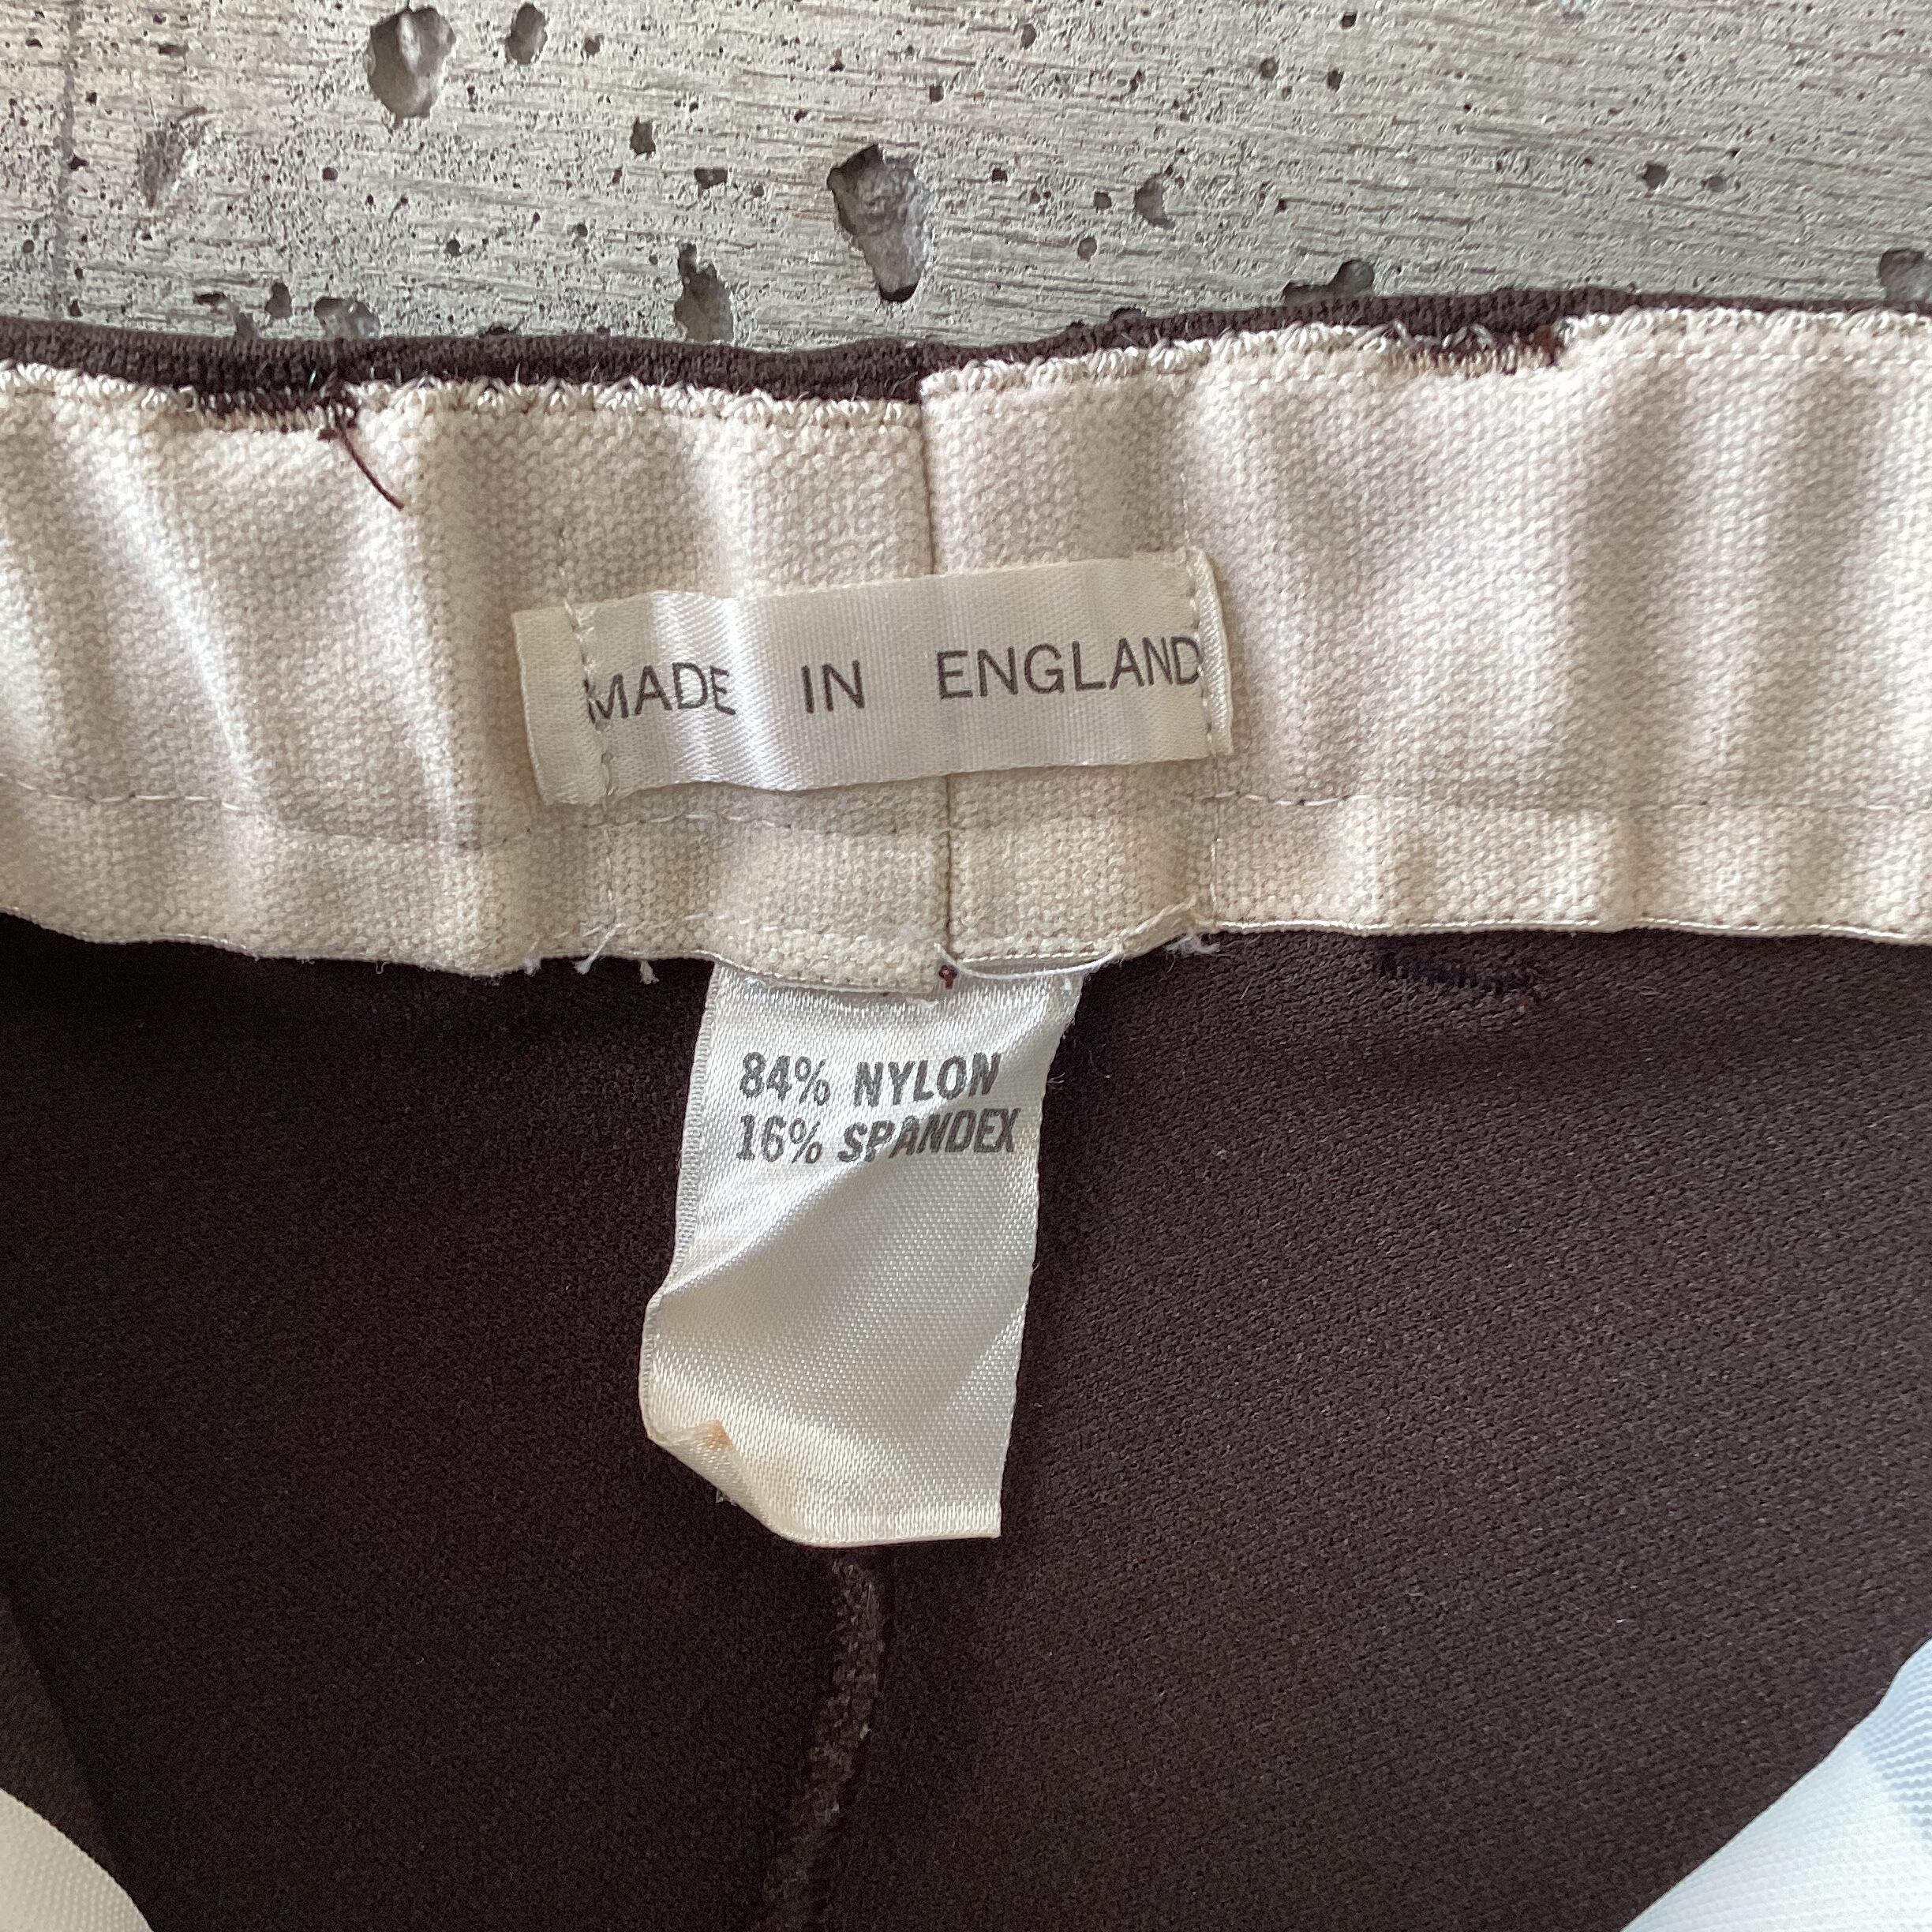 MADE IN ENGLAND
84% NYLON
16% SPANDEX